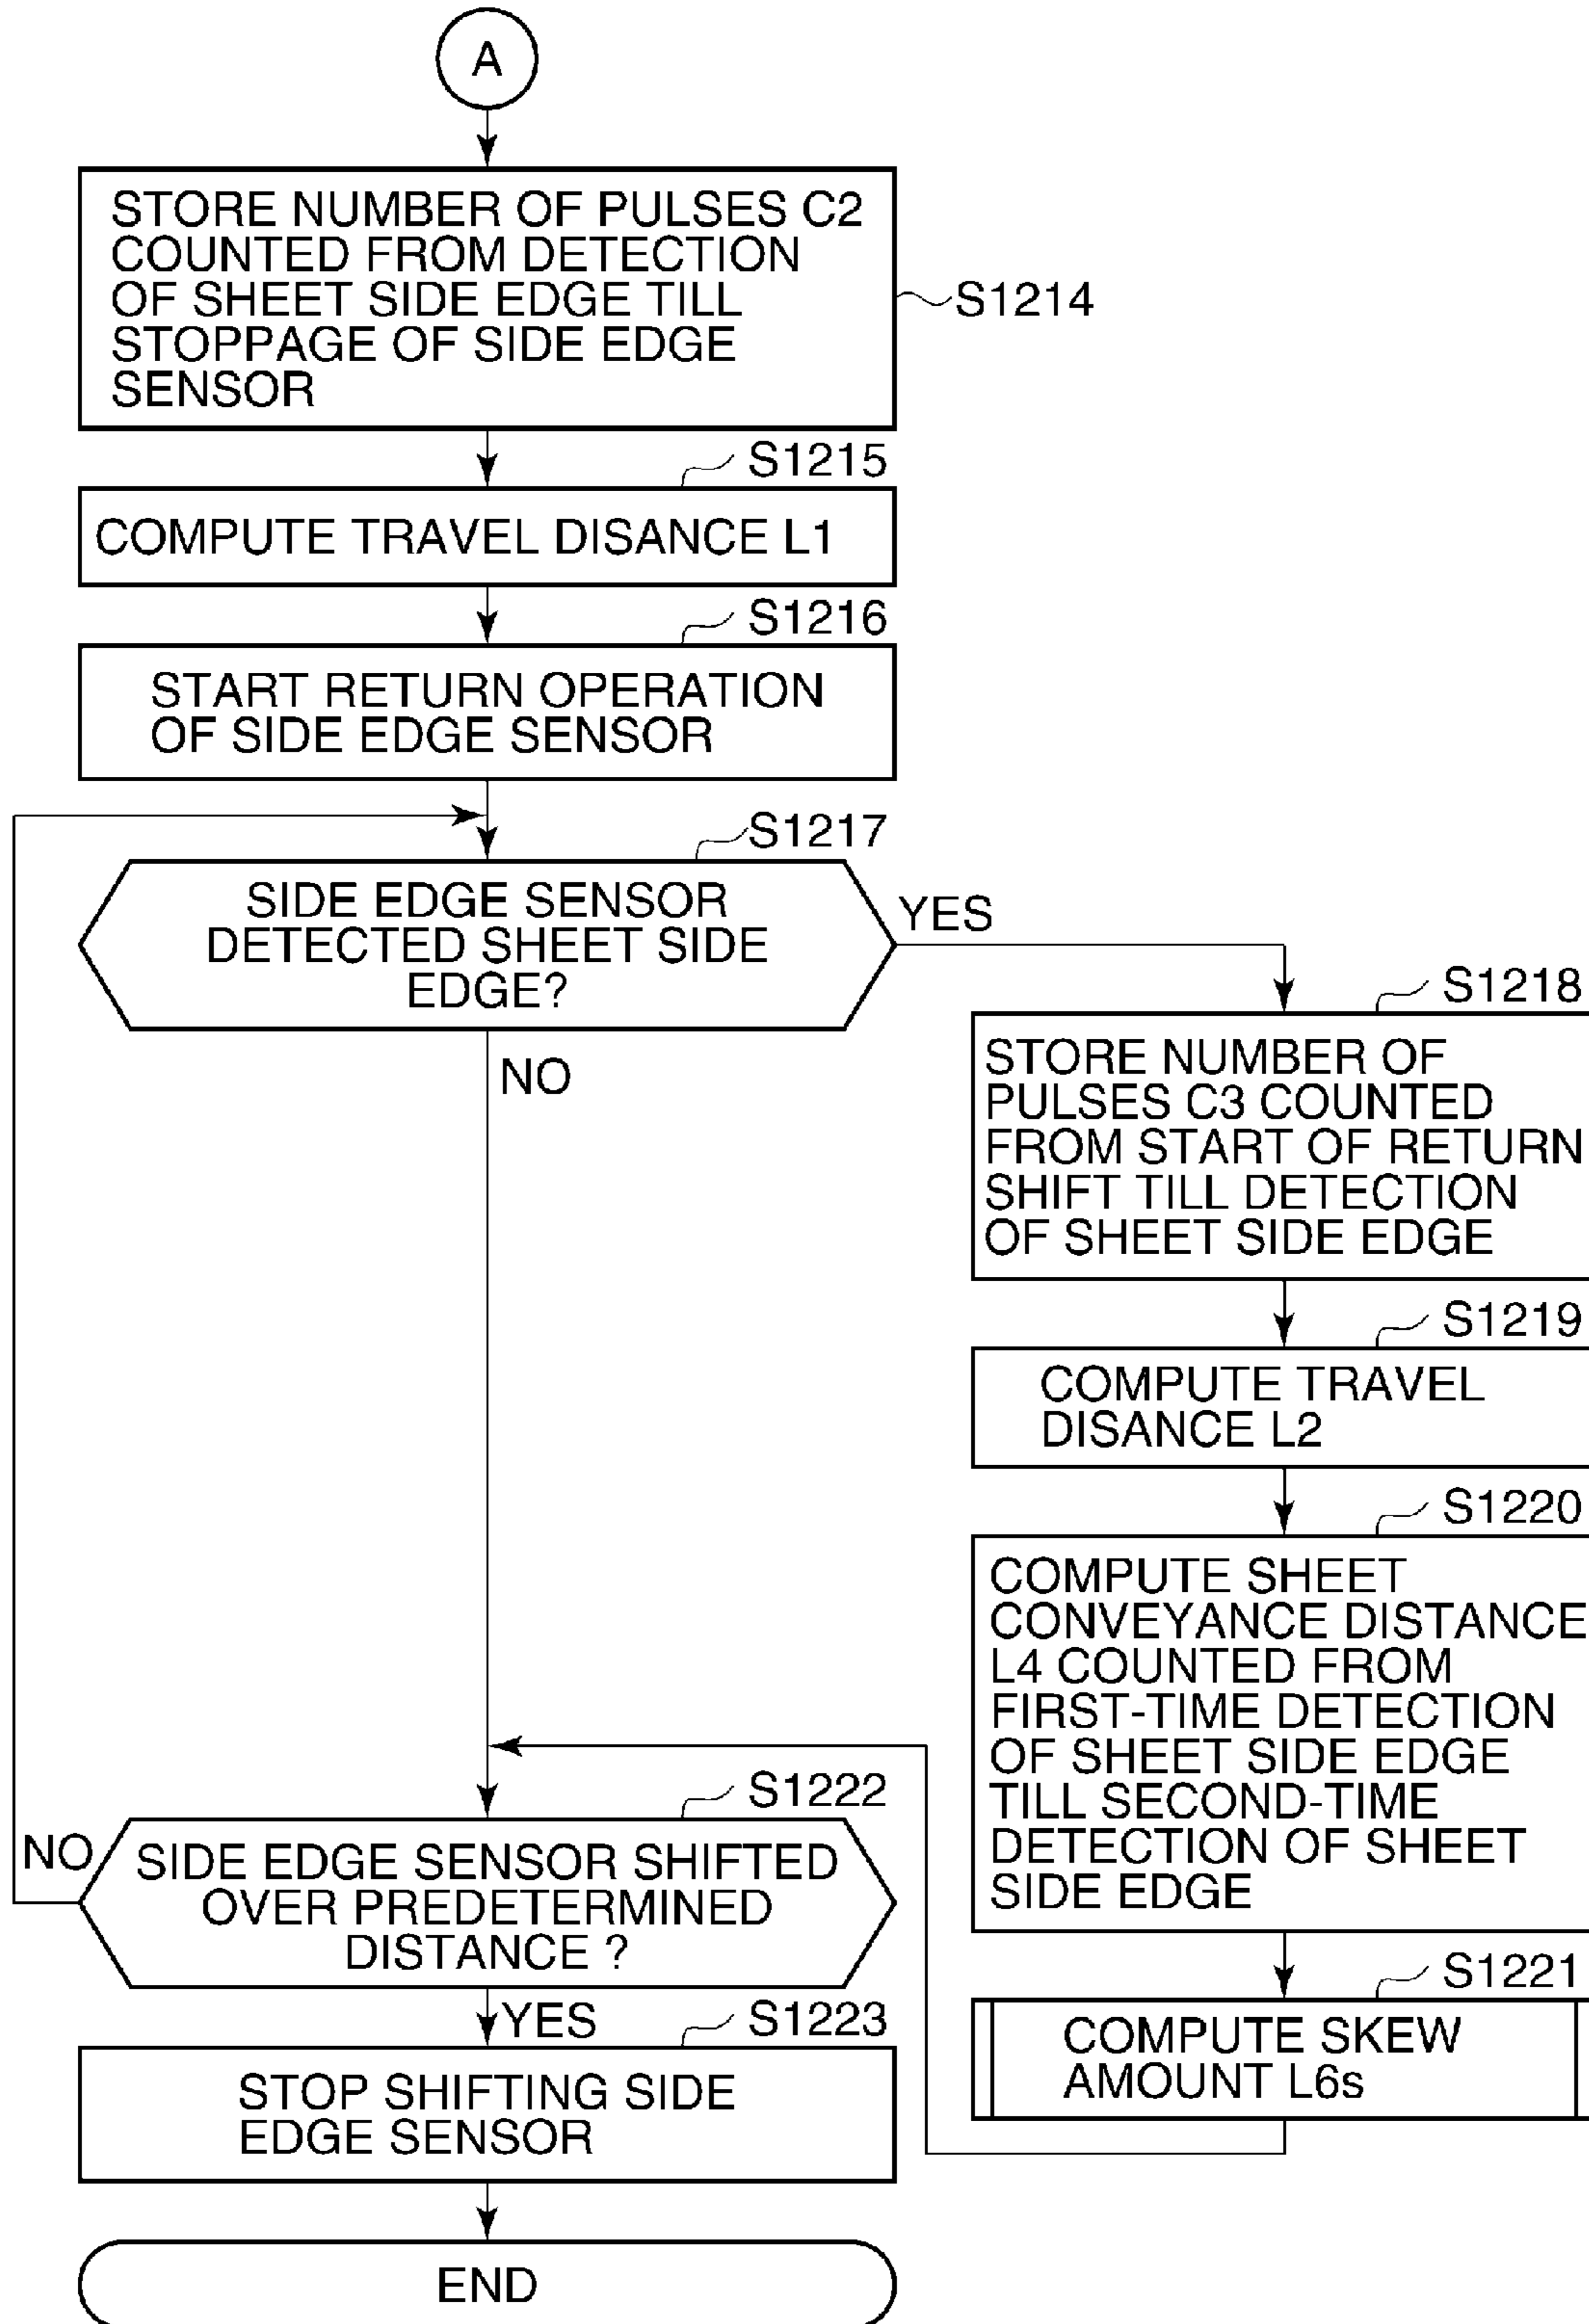 A
STORE NUMBER OF PULSES C2
COUNTED FROM DETECTION
OF SHEET SIDE EDGE TILL
STOPPAGE OF SIDE EDGE
SENSOR
S1214
S1215
COMPUTE TRAVEL DISANCE L1
S1216
START RETURN OPERATION
OF SIDE EDGE SENSOR
S1217
SIDE EDGE SENSOR
DETECTED SHEET SIDE
EDGE?
YES
NO
S1218
STORE NUMBER OF
PULSES C3 COUNTED
FROM START OF RETURN
SHIFT TILL DETECTION
OF SHEET SIDE EDGE
S1219
COMPUTE TRAVEL
DISANCE L2
S1220
COMPUTE SHEET
CONVEYANCE DISTANCE
L4 COUNTED FROM
FIRST-TIME DETECTION
OF SHEET SIDE EDGE
TILL SECOND-TIME
DETECTION OF SHEET
SIDE EDGE
S1221
COMPUTE SKEW
AMOUNT L6s
S1222
NO
SIDE EDGE SENSOR SHIFTED
OVER PREDETERMINED
DISTANCE ?
YES
S1223
STOP SHIFTING SIDE
EDGE SENSOR
END